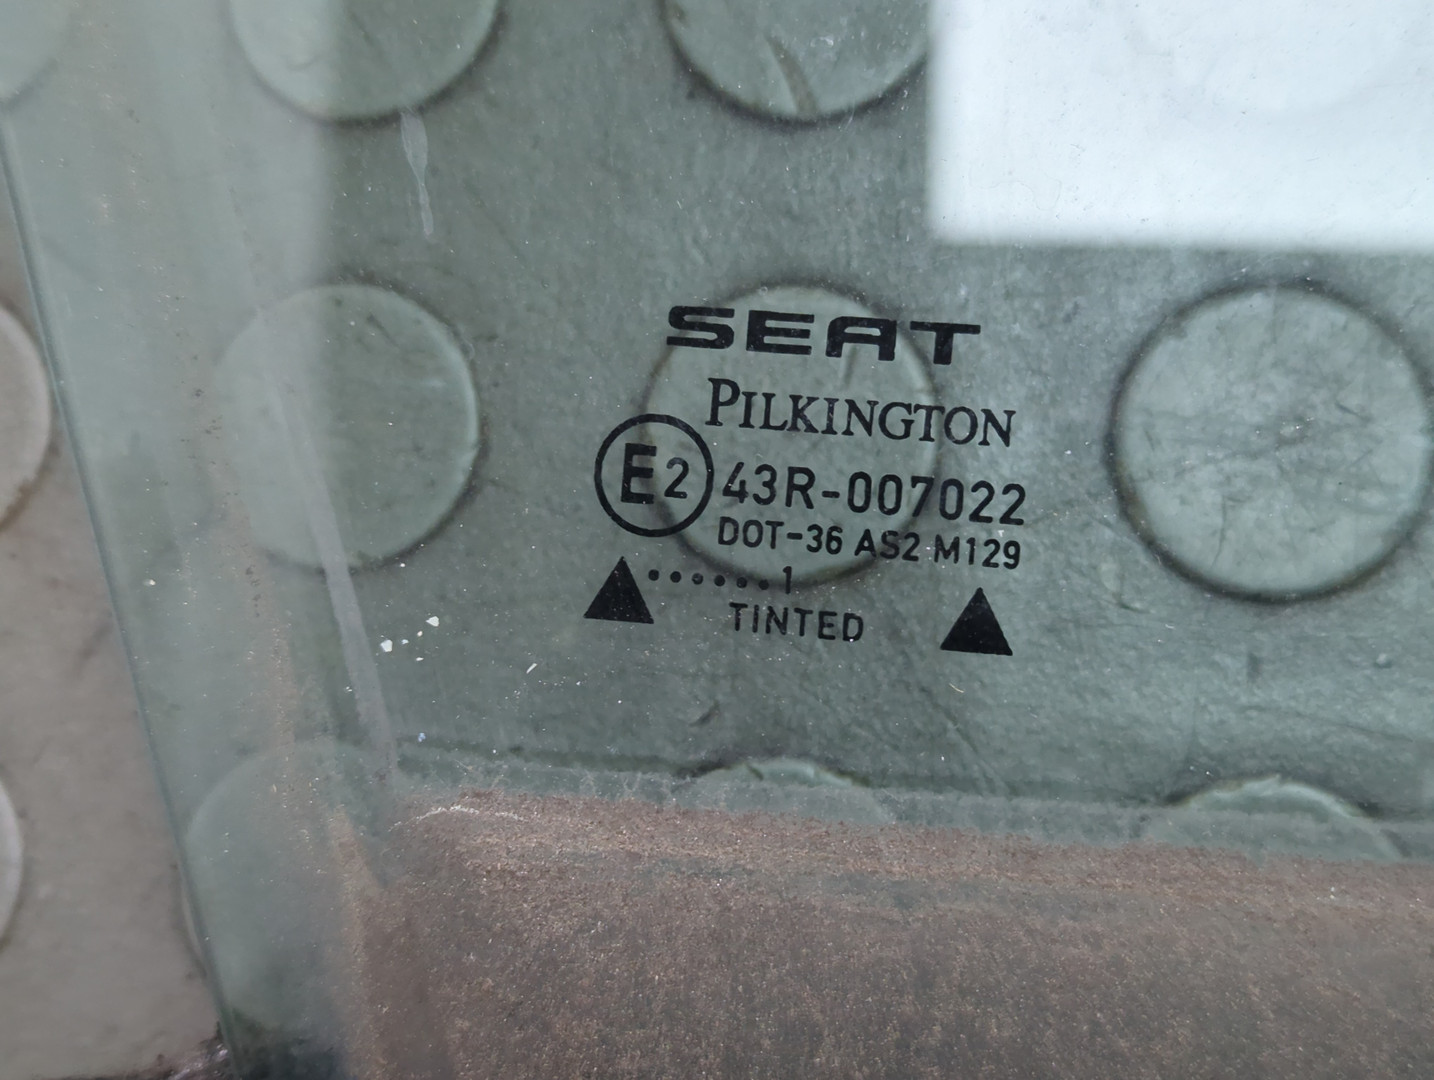 SEAT
PILKINGTON
E2 43R-007022
DOT-36 AS2 M129
▲ ······1
TINTED ▲